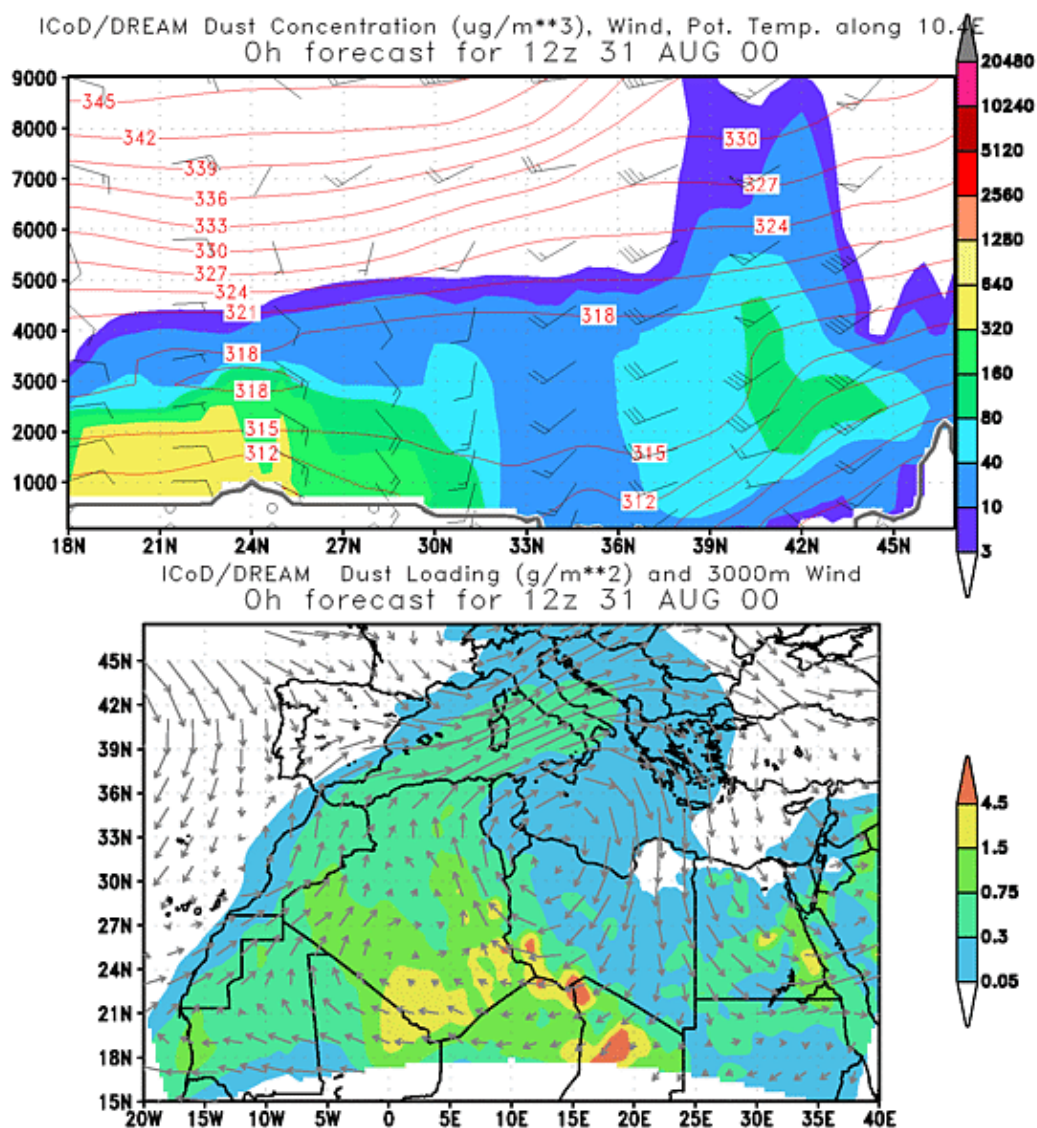 ICoD/DREAM Dust Concentration (ug/m**3), Wind, Pot. Temp. along 10.4E
0h forecast for 12z 31 AUG 00
9000
8000
7000
6000
5000
4000
3000
2000
1000
345
342
339
336
333
330
327
324
321
318
318
315
312
330
327
324
318
315
312
18N 21N 24N 27N 30N 33N 36N 39N 42N 45N
20480
10240
5120
2560
1280
640
320
160
80
40
10
3
ICoD/DREAM Dust Loading (g/m**2) and 3000m Wind
0h forecast for 12z 31 AUG 00
45N
42N
39N
36N
33N
30N
27N
24N
21N
18N
15N
20W 15W 10W 5W 0 5E 10E 15E 20E 25E 30E 35E 40E
4.5
1.5
0.75
0.3
0.05